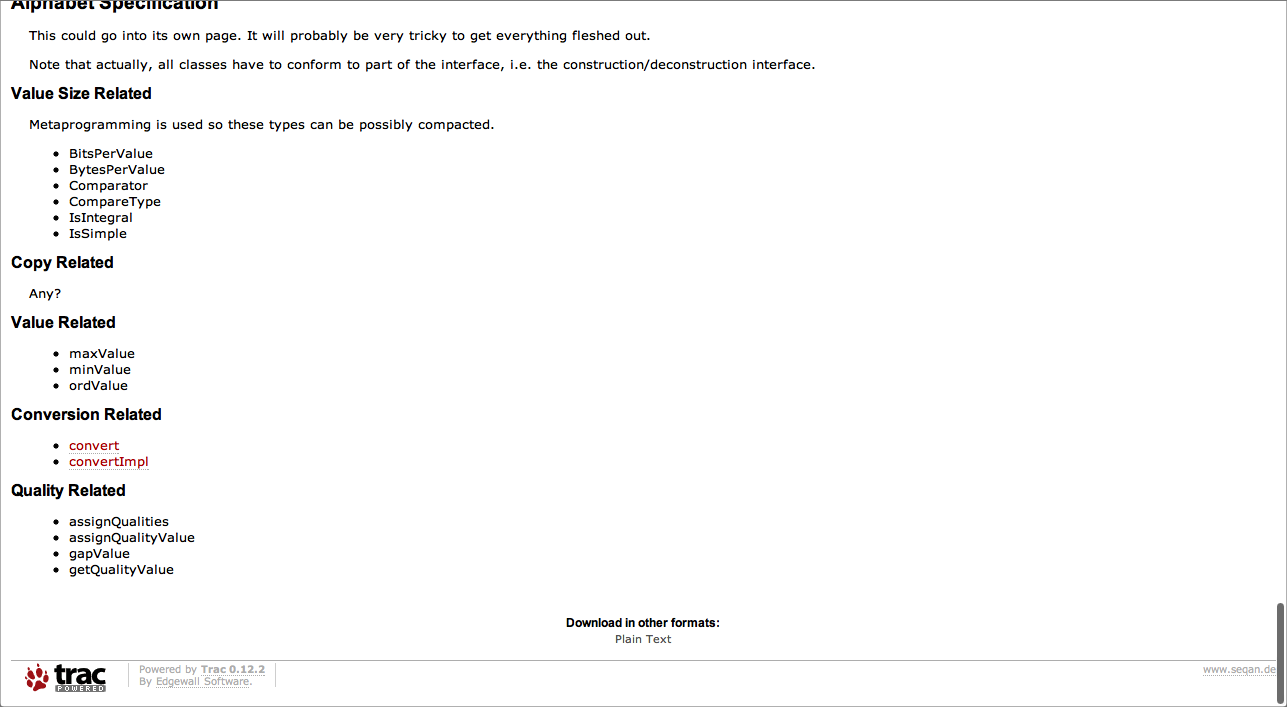 Alphabet Specification
This could go into its own page. It will probably be very tricky to get everything fleshed out.
Note that actually, all classes have to conform to part of the interface, i.e. the construction/deconstruction interface.
Value Size Related
Metaprogramming is used so these types can be possibly compacted.
• BitsPerValue
• BytesPerValue
• Comparator
• CompareType
• IsIntegral
• IsSimple
Copy Related
Any?
Value Related
• maxValue
• minValue
• ordValue
Conversion Related
• convert
• convertImpl
Quality Related
• assignQualities
• assignQualityValue
• gapValue
• getQualityValue
Download in other formats:
Plain Text
trac
POWERED
Powered by Trac 0.12.2
By Edgewall Software.
www.seqan.de